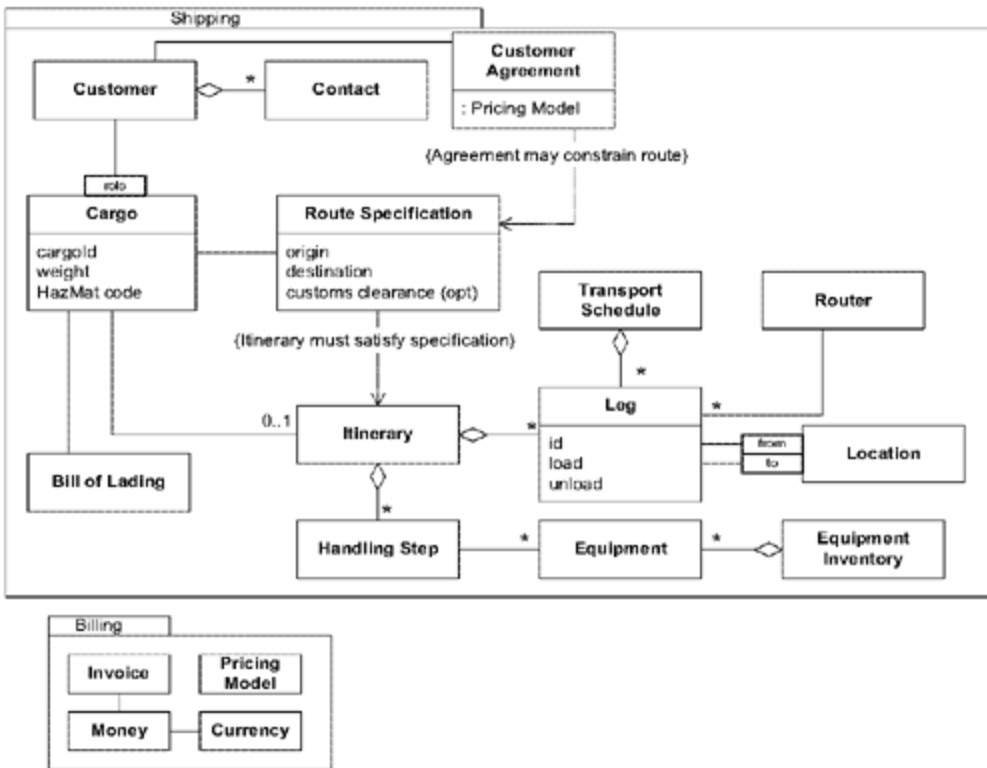 Shipping
Customer
Agreement
: Pricing Model
Customer
*
Contact
{Agreement may constrain route}
role
Cargo
cargoId
weight
HazMat code
Route Specification
origin
destination
customs clearance (opt)
Transport
Schedule
Router
{Itinerary must satisfy specification}
*
Leg
*
id
load
unload
from
to
Location
0..1
Itinerary
*
Bill of Lading
*
Handling Step
*
Equipment
*
Equipment
Inventory
Billing
Invoice
Pricing
Model
Money
Currency